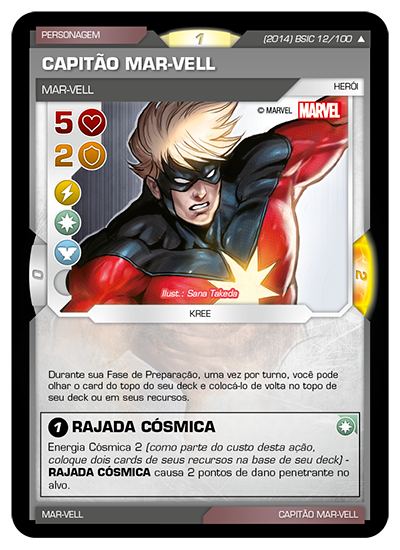 PERSONAGEM
1
(2014) BSIC 12/100 ▲
CAPITÃO MAR-VELL
MAR-VELL
HERÓI
© MARVEL MARVEL
5
2
0
2
Ilust.: Sana Takeda
KREE
Durante sua Fase de Preparação, uma vez por turno, você pode
olhar o card do topo do seu deck e colocá-lo de volta no topo de
seu deck ou em seus recursos.
1 RAJADA CÓSMICA
Energia Cósmica 2 (como parte do custo desta ação,
coloque dois cards de seus recursos na base de seu deck) -
RAJADA CÓSMICA causa 2 pontos de dano penetrante no
alvo.
MAR-VELL
CAPITÃO MAR-VELL